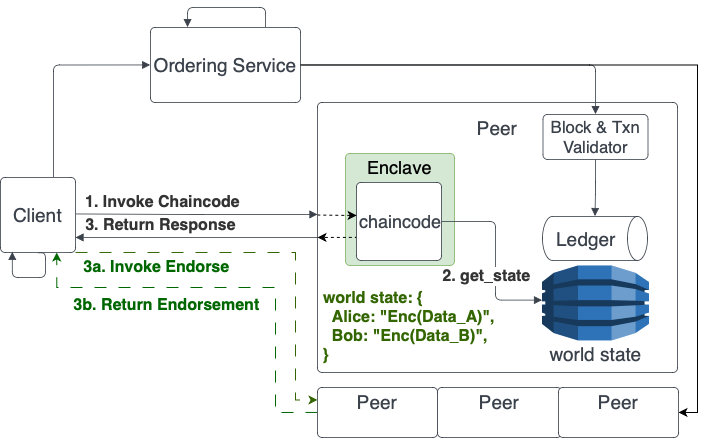 Ordering Service
Peer
Block & Txn
Validator
Enclave
Client
1. Invoke Chaincode
3. Return Response
chaincode
Ledger
3a. Invoke Endorse
2. get_state
3b. Return Endorsement
world state: {
Alice: "Enc(Data_A)",
Bob: "Enc(Data_B)",
}
world state
Peer
Peer
Peer